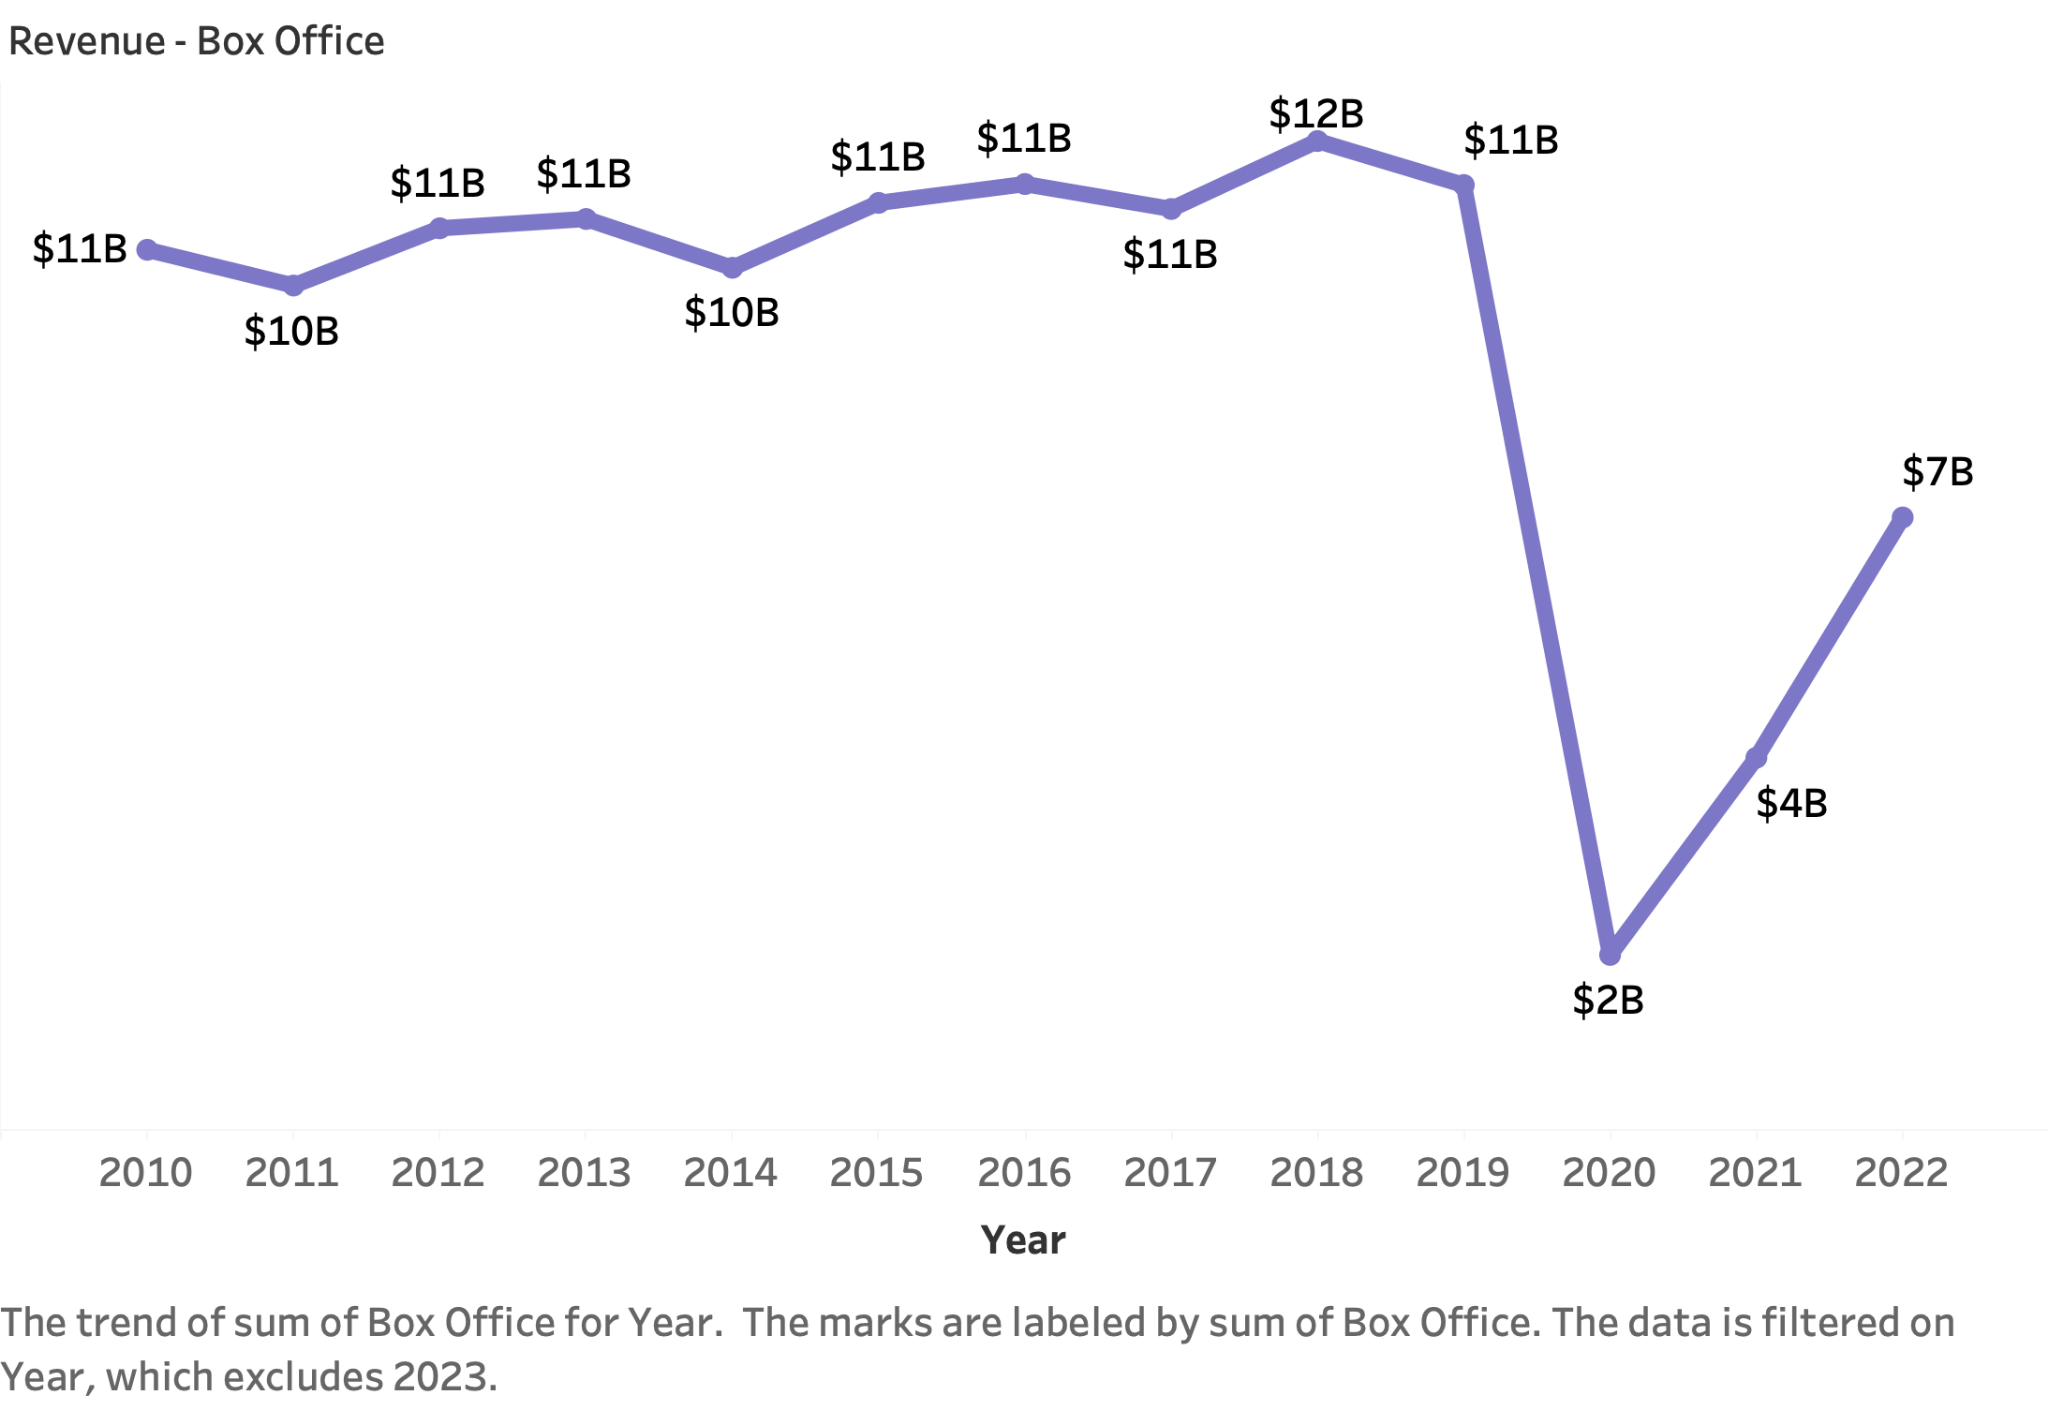 Revenue - Box Office
$11B
$10B
$11B
$11B
$10B
$11B
$11B
$11B
$12B
$11B
$2B
$4B
$7B
2010 2011 2012 2013 2014 2015 2016 2017 2018 2019 2020 2021 2022
Year
The trend of sum of Box Office for Year.  The marks are labeled by sum of Box Office. The data is filtered on
Year, which excludes 2023.